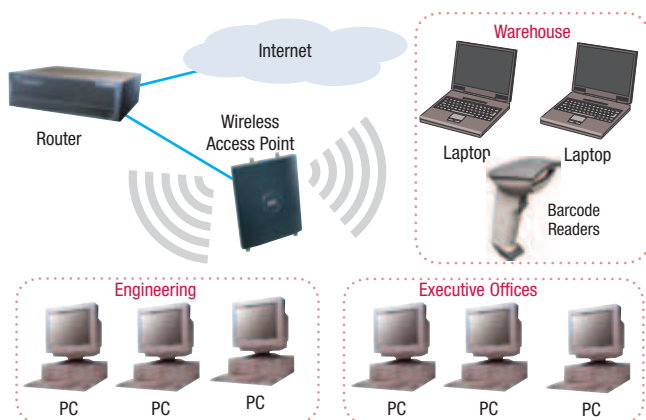 Internet
Router
Wireless
Access Point
Warehouse
Laptop
Laptop
Barcode
Readers
Engineering
PC
PC
PC
Executive Offices
PC
PC
PC